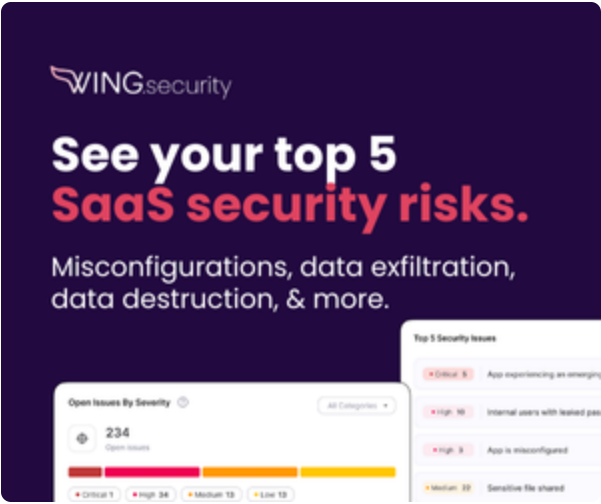 WING.security
See your top 5
SaaS security risks.
Misconfigurations, data exfiltration,
data destruction, & more.
Top 5 Security Issues
Critical 5 App experiencing an emerging
High 10 Internal users with leaked pas
High 3 App is misconfigured
Medium 22 Sensitive file shared
Open Issues By Severity
All Categories
234
Open issues
Critical 1 High 34 Medium 13 Low 13